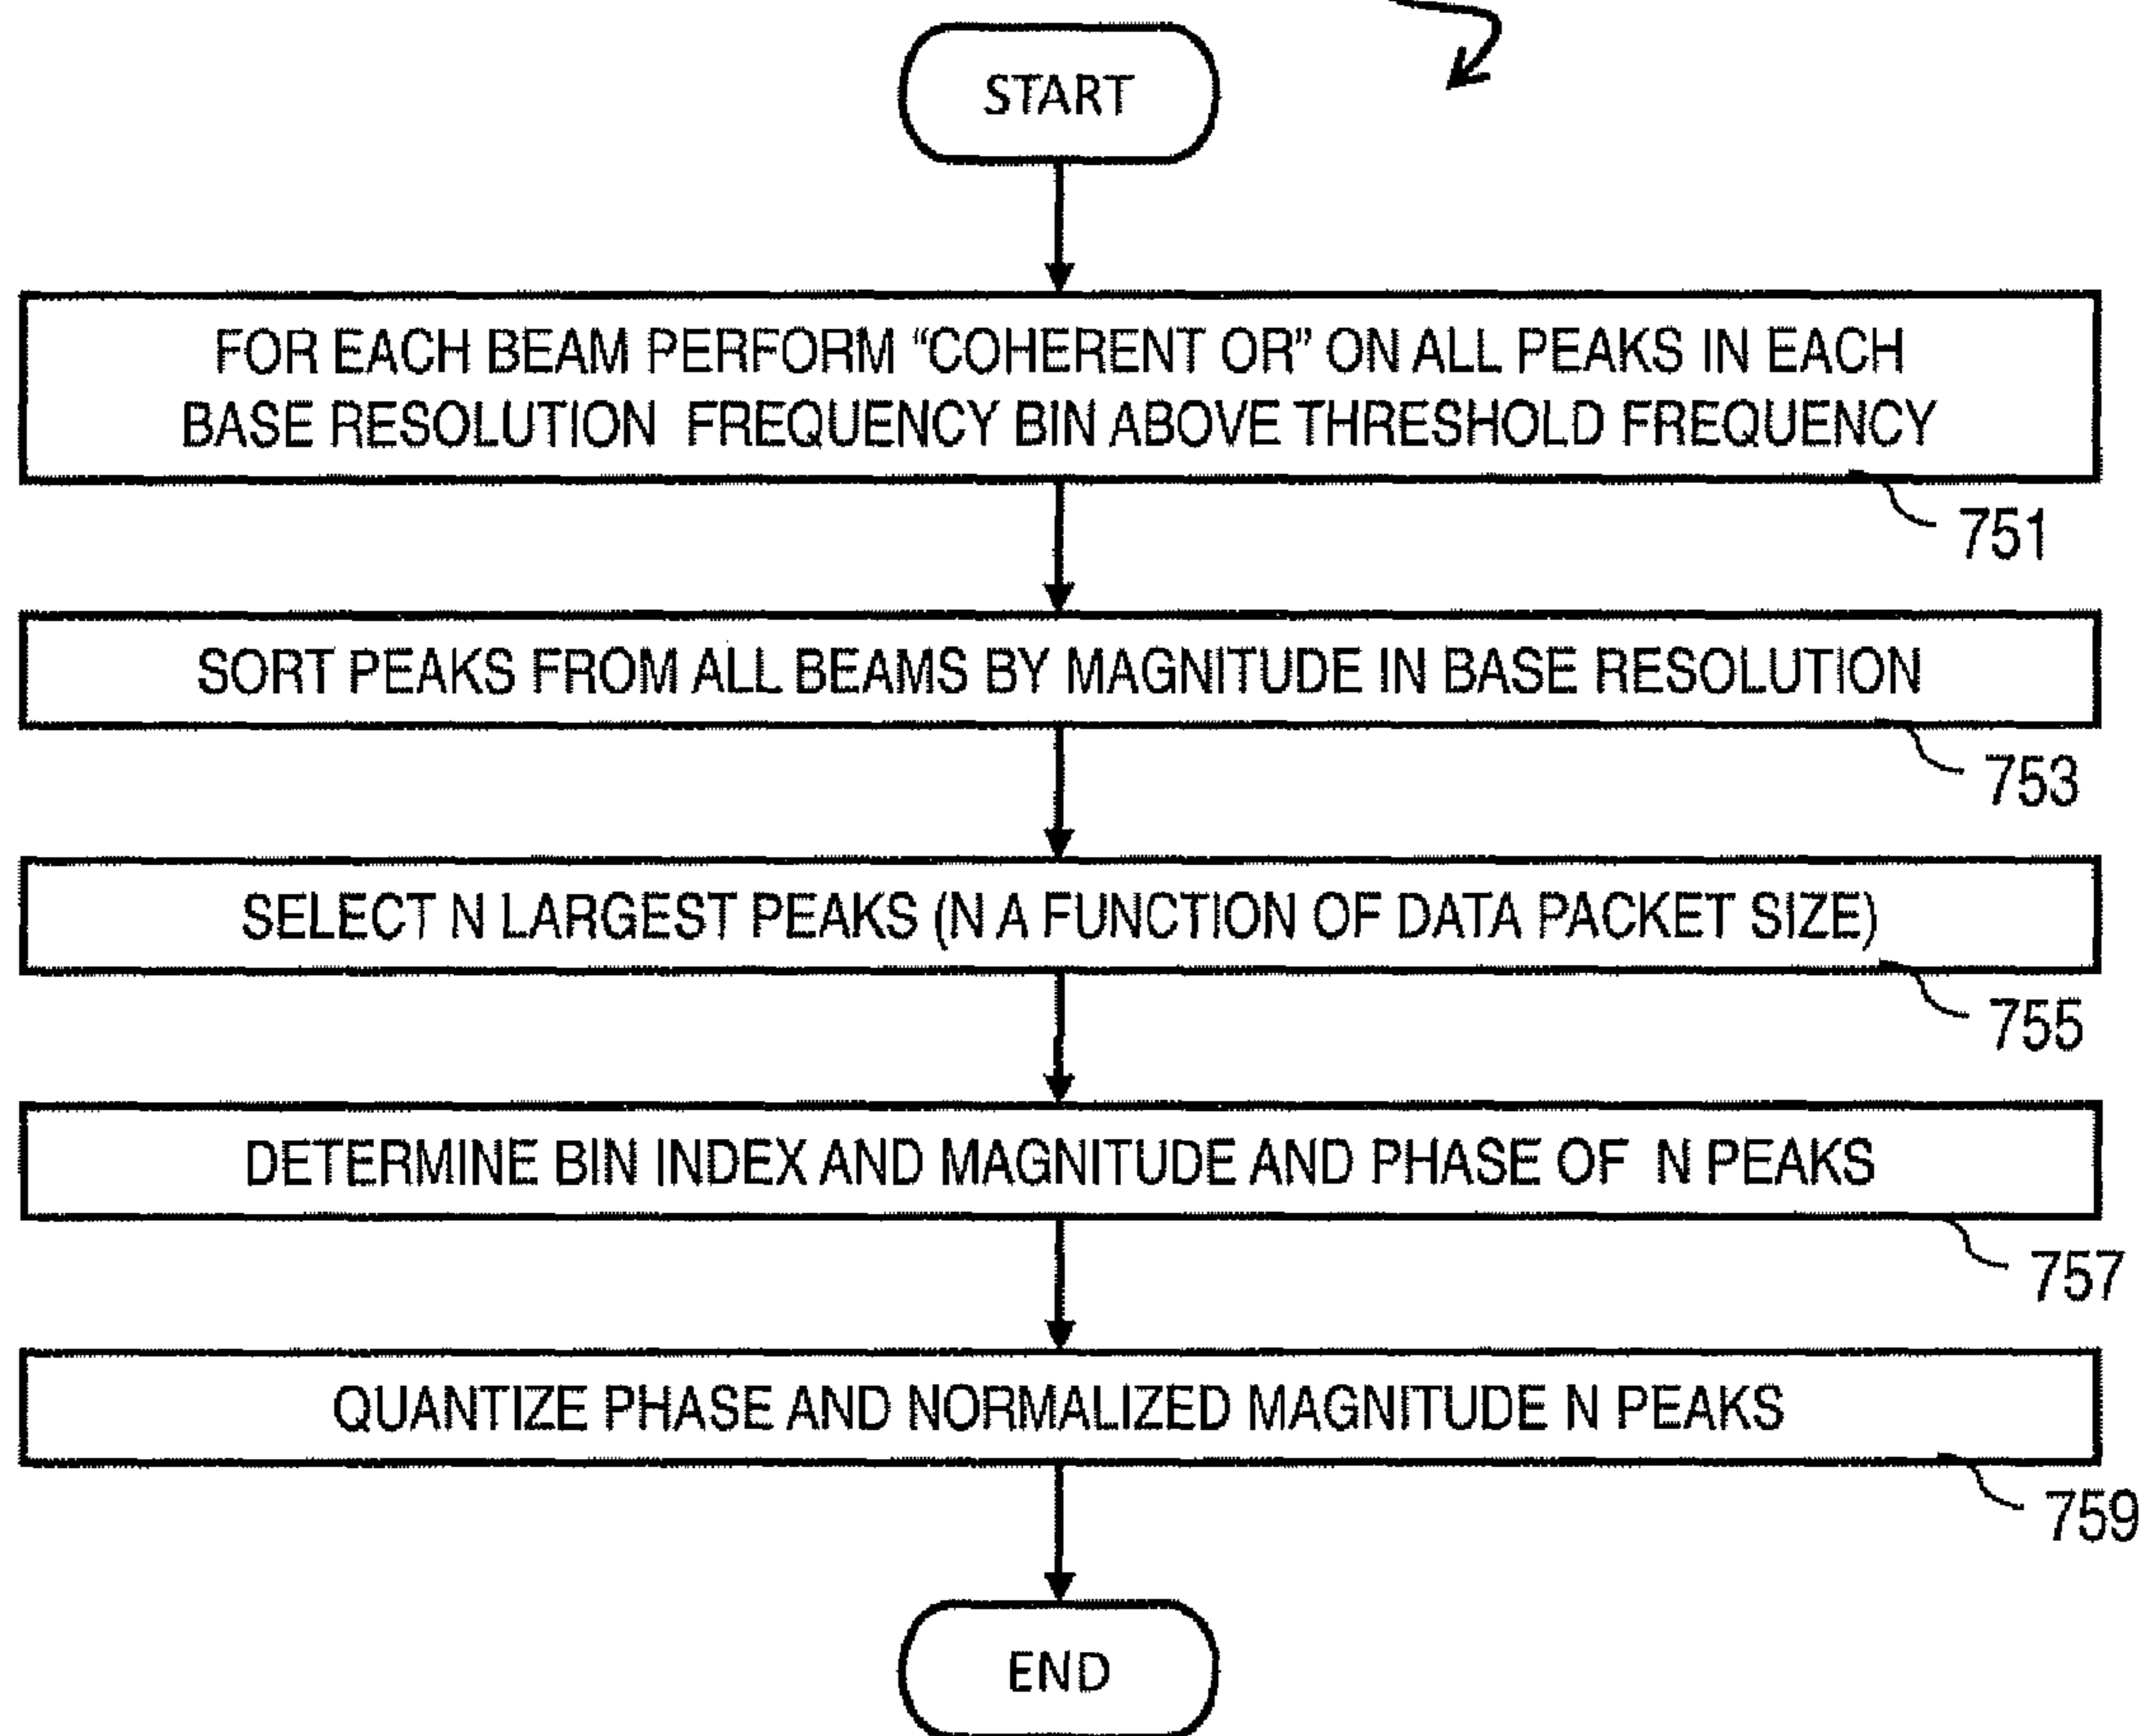 START
FOR EACH BEAM PERFORM “COHERENT OR” ON ALL PEAKS IN EACH
BASE RESOLUTION FREQUENCY BIN ABOVE THRESHOLD FREQUENCY
751
SORT PEAKS FROM ALL BEAMS BY MAGNITUDE IN BASE RESOLUTION
753
SELECT N LARGEST PEAKS (N A FUNCTION OF DATA PACKET SIZE)
755
DETERMINE BIN INDEX AND MAGNITUDE AND PHASE OF N PEAKS
757
QUANTIZE PHASE AND NORMALIZED MAGNITUDE N PEAKS
759
END